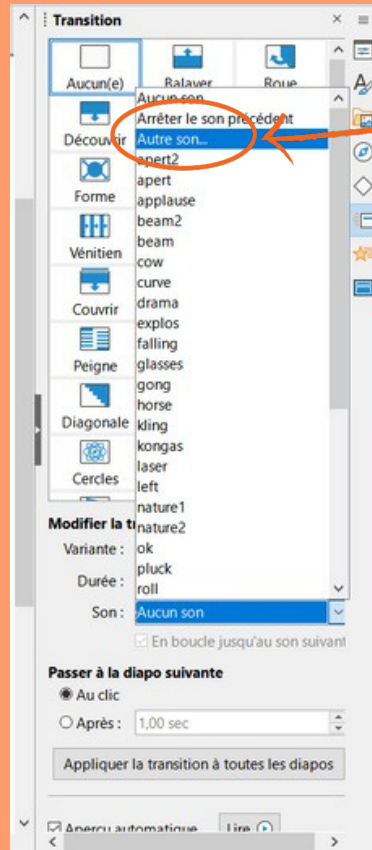 Transition
Aucun(e) Balayer Roue
Aucun son
Arrêter le son précédent
Découvrir Autre son...
apert2
apert
Forme applause
beam2
beam
Vénitien cow
curve
Couvrir drama
explos
falling
Peigne glasses
gong
horse
Diagonale kling
kongas
laser
Cercles left
nature1
Modifier la nature2
Variante : ok
pluck
Durée : roll
Son : Aucun son
En boucle jusqu'au son suivant
Passer à la diapo suivante
Au clic
Après : 1,00 sec
Appliquer la transition à toutes les diapos
Aperçu automatique Lire